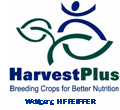 HarvestPlus
Breeding Crops for Better Nutrition
Wolfgang H PFEIFFER